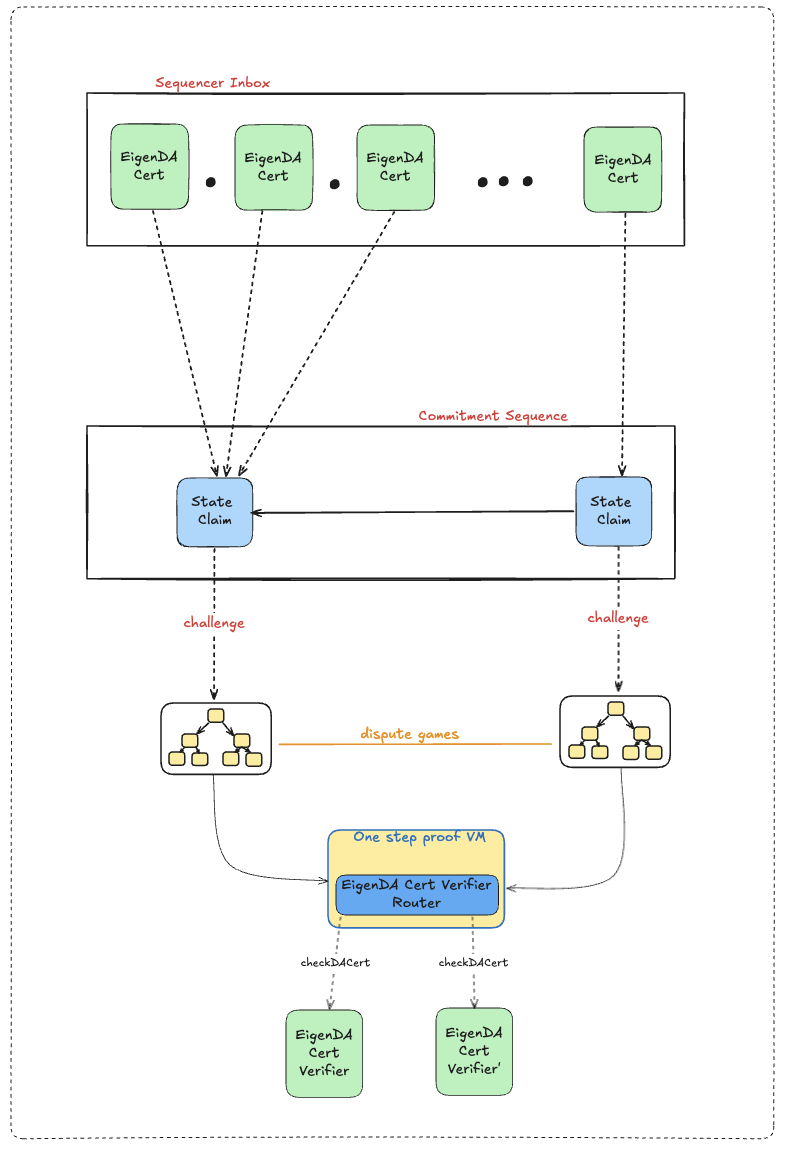 Sequencer Inbox
EigenDA
Cert
EigenDA
Cert
EigenDA
Cert
EigenDA
Cert
Commitment Sequence
State
Claim
State
Claim
challenge
challenge
dispute games
One step proof VM
EigenDA Cert Verifier
Router
checkDACert
checkDACert
EigenDA
Cert
Verifier
EigenDA
Cert
Verifier'